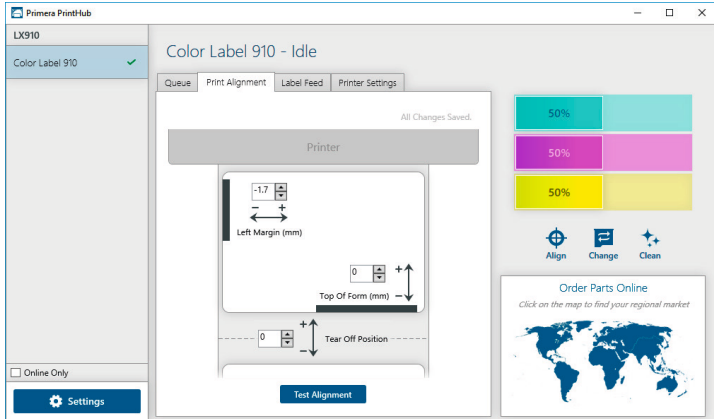 Primera PrintHub
LX910
Color Label 910
Color Label 910 - Idle
Queue
Print Alignment
Label Feed
Printer Settings
All Changes Saved.
Printer
-1.7
− +
Left Margin (mm)
0
+
Top Of Form (mm) −
0
+
−
Tear Off Position
Test Alignment
50%
50%
50%
Align
Change
Clean
Order Parts Online
Click on the map to find your regional market
Online Only
Settings